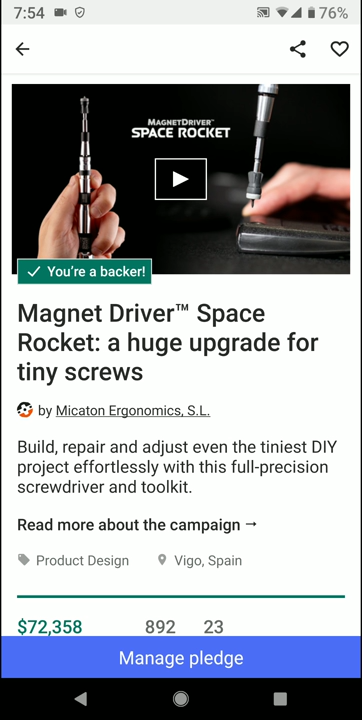 7:54 76%
MAGNETDRIVER™
SPACE ROCKET
You're a backer!
Magnet Driver™ Space
Rocket: a huge upgrade for
tiny screws
by Micaton Ergonomics, S.L.
Build, repair and adjust even the tiniest DIY
project effortlessly with this full-precision
screwdriver and toolkit.
Read more about the campaign →
Product Design Vigo, Spain
$72,358 892 23
Manage pledge